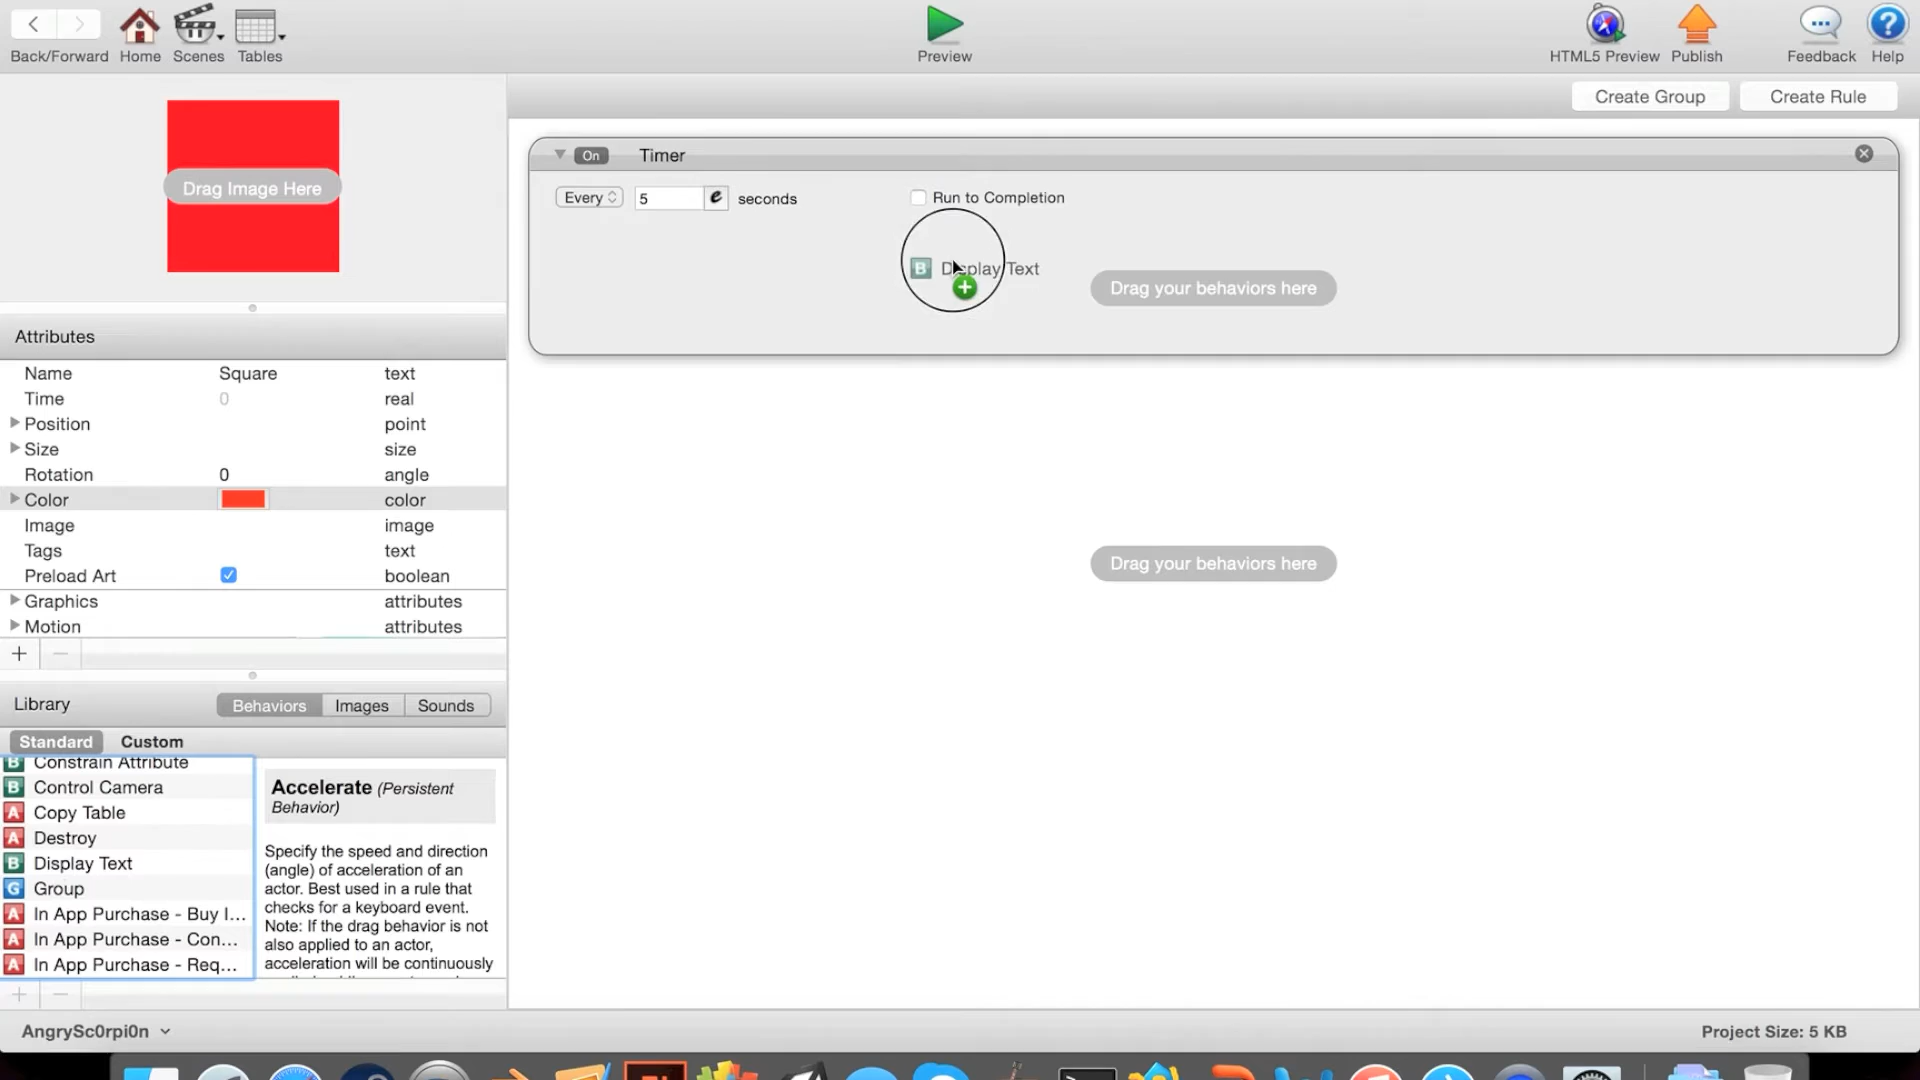 Back/Forward Home Scenes Tables Preview HTML5 Preview Publish Feedback Help
Create Group Create Rule
Drag Image Here
On Timer
Every 5 e seconds Run to Completion
B Display Text
Drag your behaviors here
Drag your behaviors here
Attributes
Name Square text
Time 0 real
Position point
Size size
Rotation 0 angle
Color color
Image image
Tags text
Preload Art boolean
Graphics attributes
Motion attributes
Library Behaviors Images Sounds
Standard Custom
B Constrain Attribute
B Control Camera
A Copy Table
A Destroy
B Display Text
G Group
A In App Purchase - Buy I...
A In App Purchase - Con...
A In App Purchase - Req...
Accelerate (Persistent
Behavior)
Specify the speed and direction
(angle) of acceleration of an
actor. Best used in a rule that
checks for a keyboard event.
Note: If the drag behavior is not
also applied to an actor,
acceleration will be continuously
AngrySc0rpi0n
Project Size: 5 KB